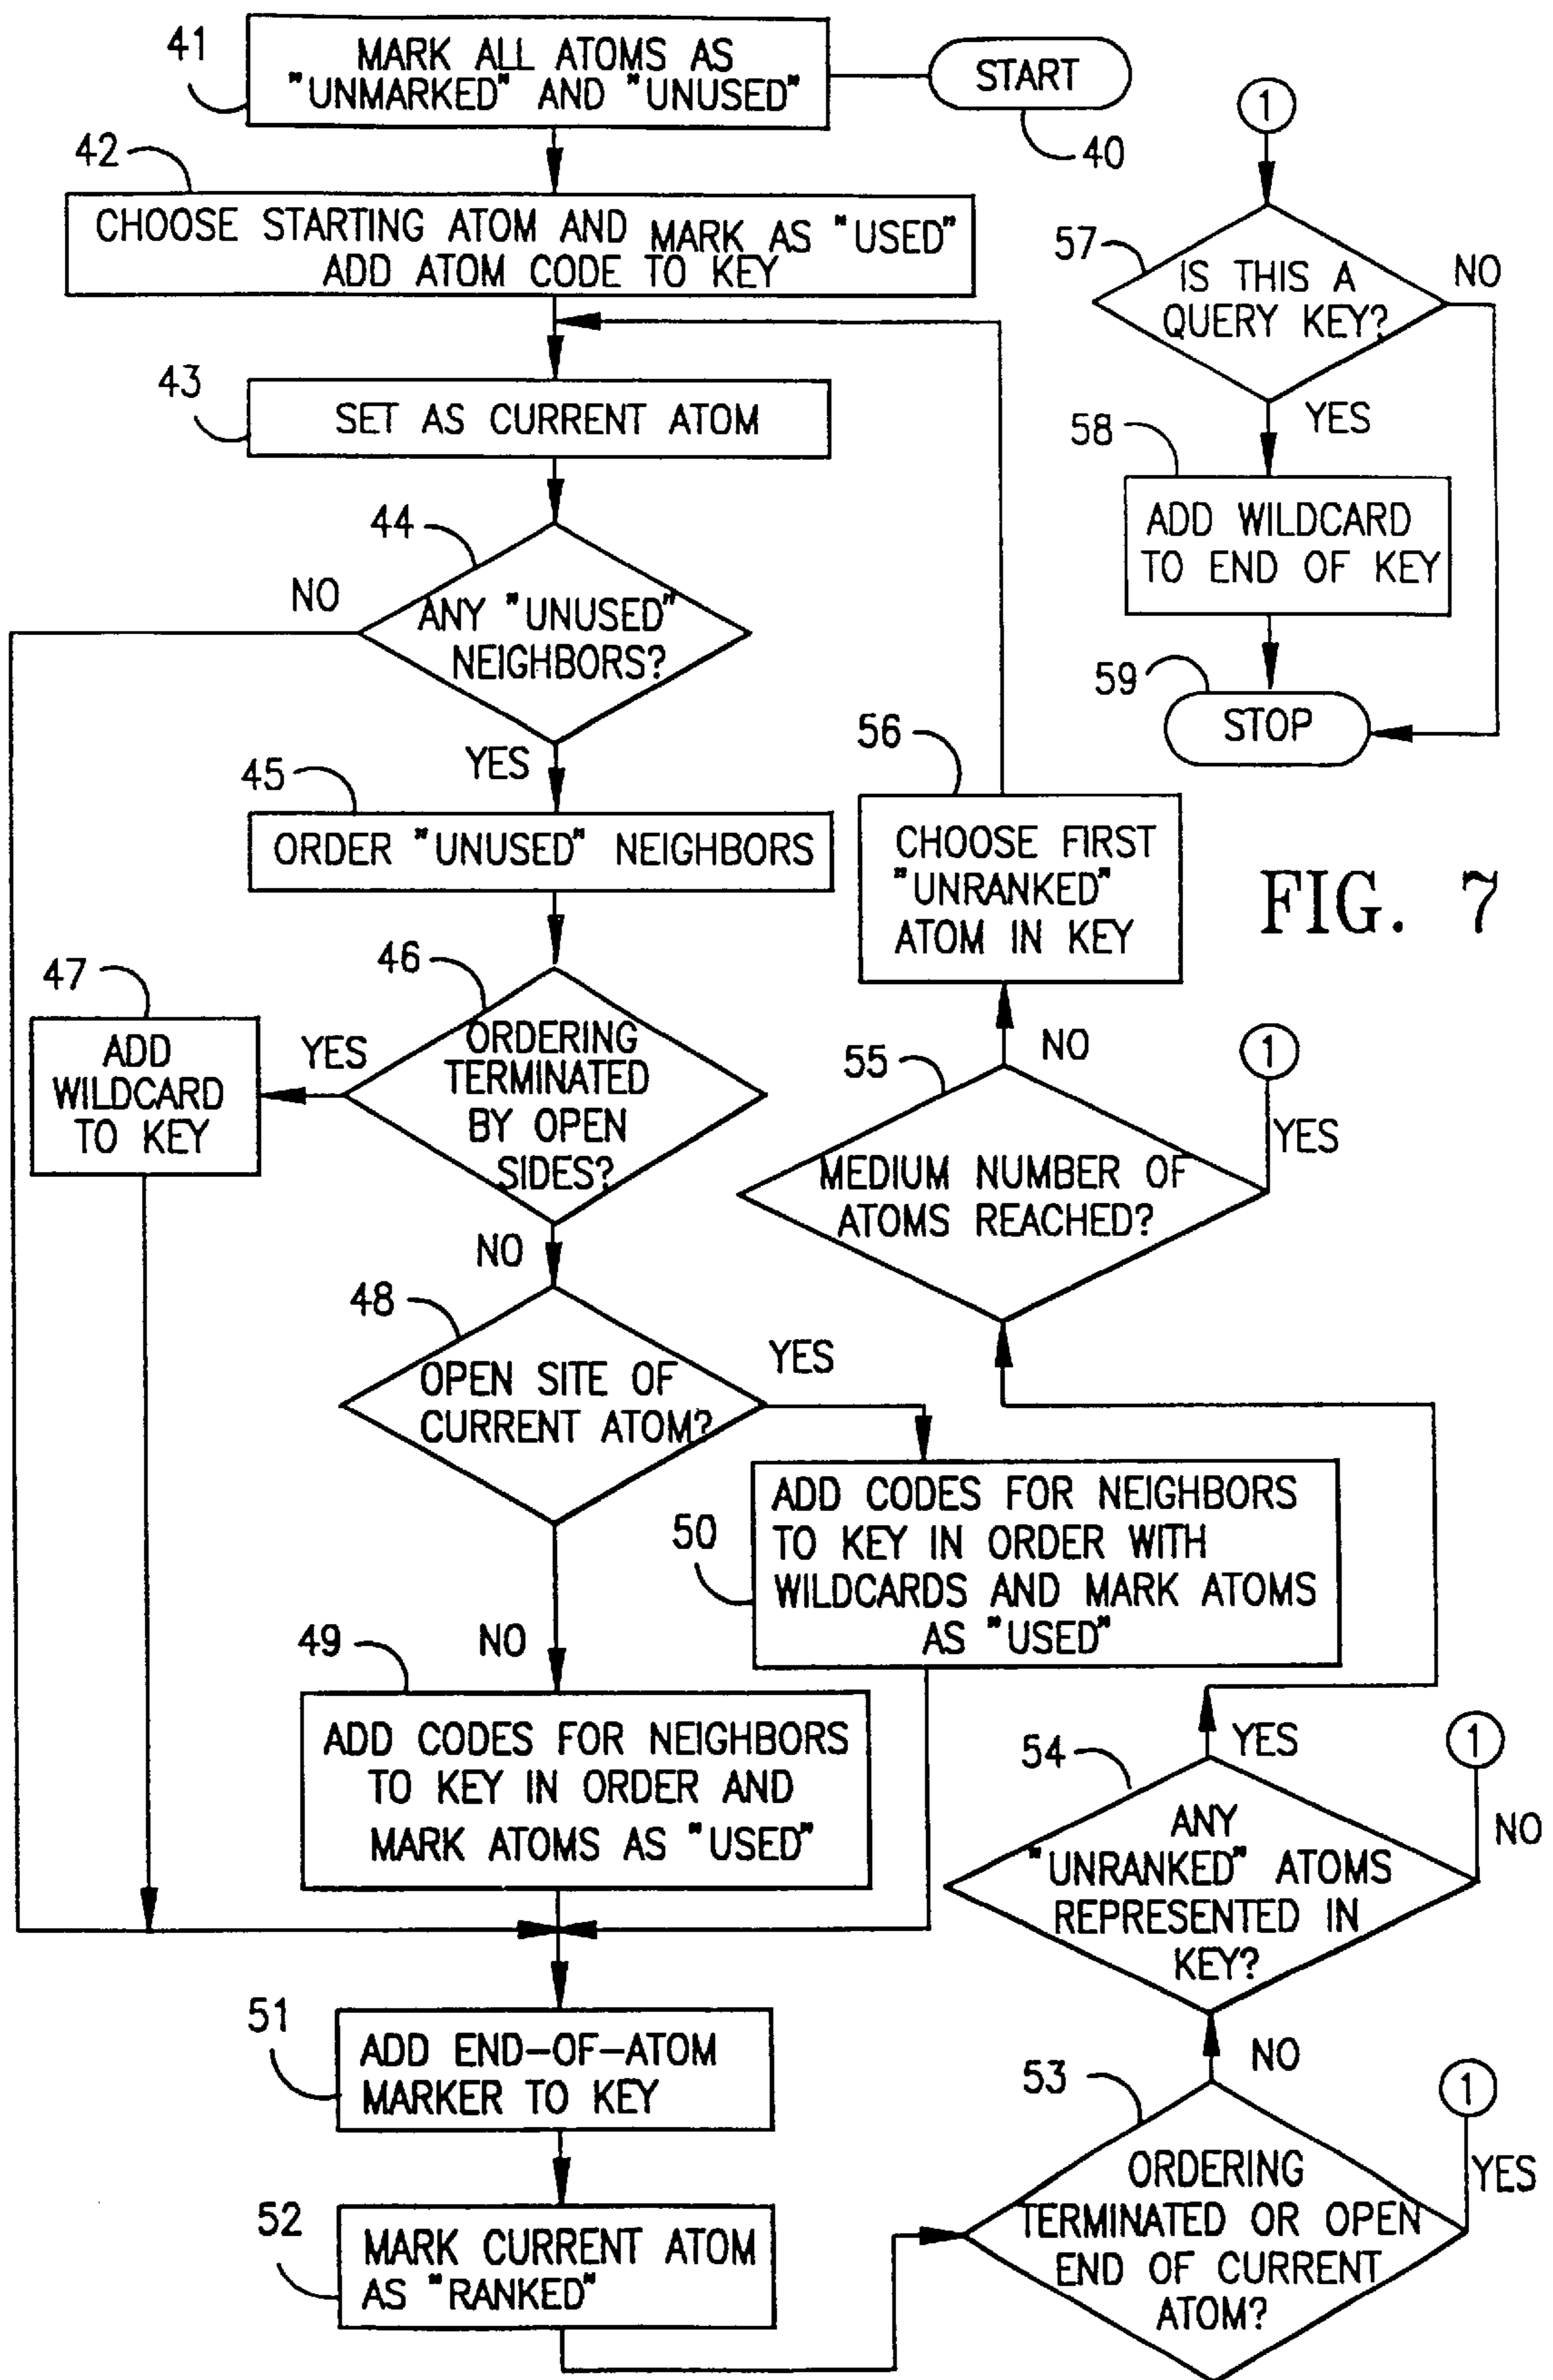 41
MARK ALL ATOMS AS
"UNMARKED" AND "UNUSED"
START
40
42
CHOOSE STARTING ATOM AND MARK AS "USED"
ADD ATOM CODE TO KEY
43
SET AS CURRENT ATOM
44
NO
ANY "UNUSED"
NEIGHBORS?
YES
45
ORDER "UNUSED" NEIGHBORS
46
47
ADD
WILDCARD
TO KEY
YES
ORDERING
TERMINATED
BY OPEN
SIDES?
NO
48
OPEN SITE OF
CURRENT ATOM?
YES
NO
49
ADD CODES FOR NEIGHBORS
TO KEY IN ORDER AND
MARK ATOMS AS "USED"
50
ADD CODES FOR NEIGHBORS
TO KEY IN ORDER WITH
WILDCARDS AND MARK ATOMS
AS "USED"
51
ADD END-OF-ATOM
MARKER TO KEY
52
MARK CURRENT ATOM
AS "RANKED"
53
ORDERING
TERMINATED OR OPEN
END OF CURRENT
ATOM?
1
YES
NO
54
ANY
"UNRANKED" ATOMS
REPRESENTED IN
KEY?
1
NO
YES
55
MEDIUM NUMBER OF
ATOMS REACHED?
1
YES
NO
56
CHOOSE FIRST
"UNRANKED"
ATOM IN KEY
1
57
IS THIS A
QUERY KEY?
NO
YES
58
ADD WILDCARD
TO END OF KEY
59
STOP
FIG. 7